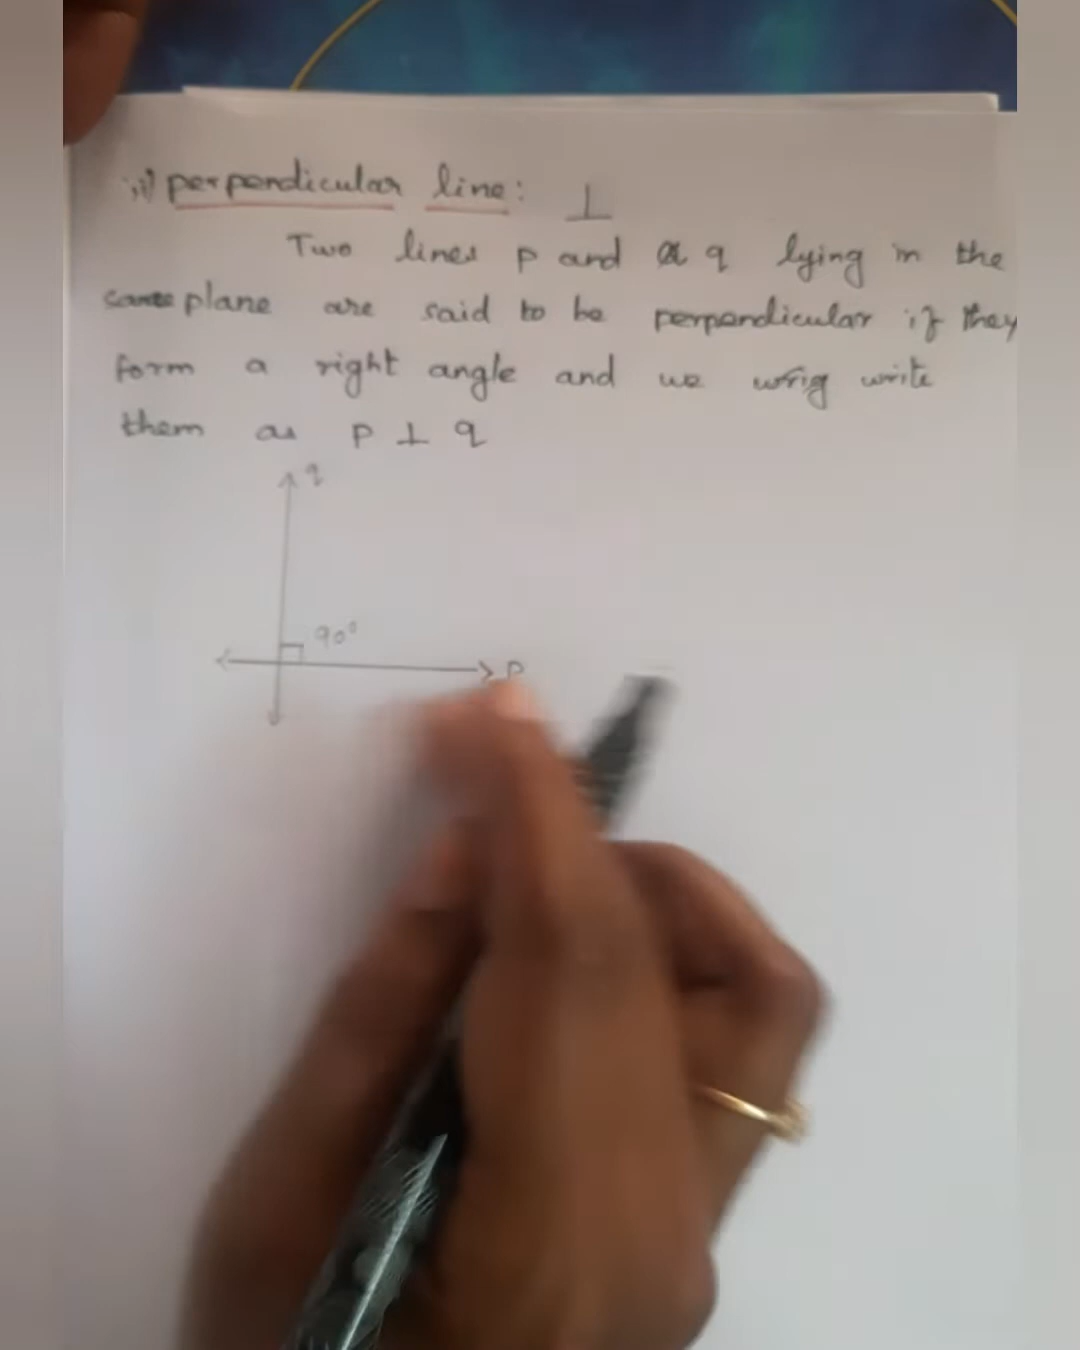 ii) perpendicular line: ⊥
Two lines p and q lying in the
same plane are said to be perpendicular if they
form a right angle and we wrig write
them as p ⊥ q
q
90°
P